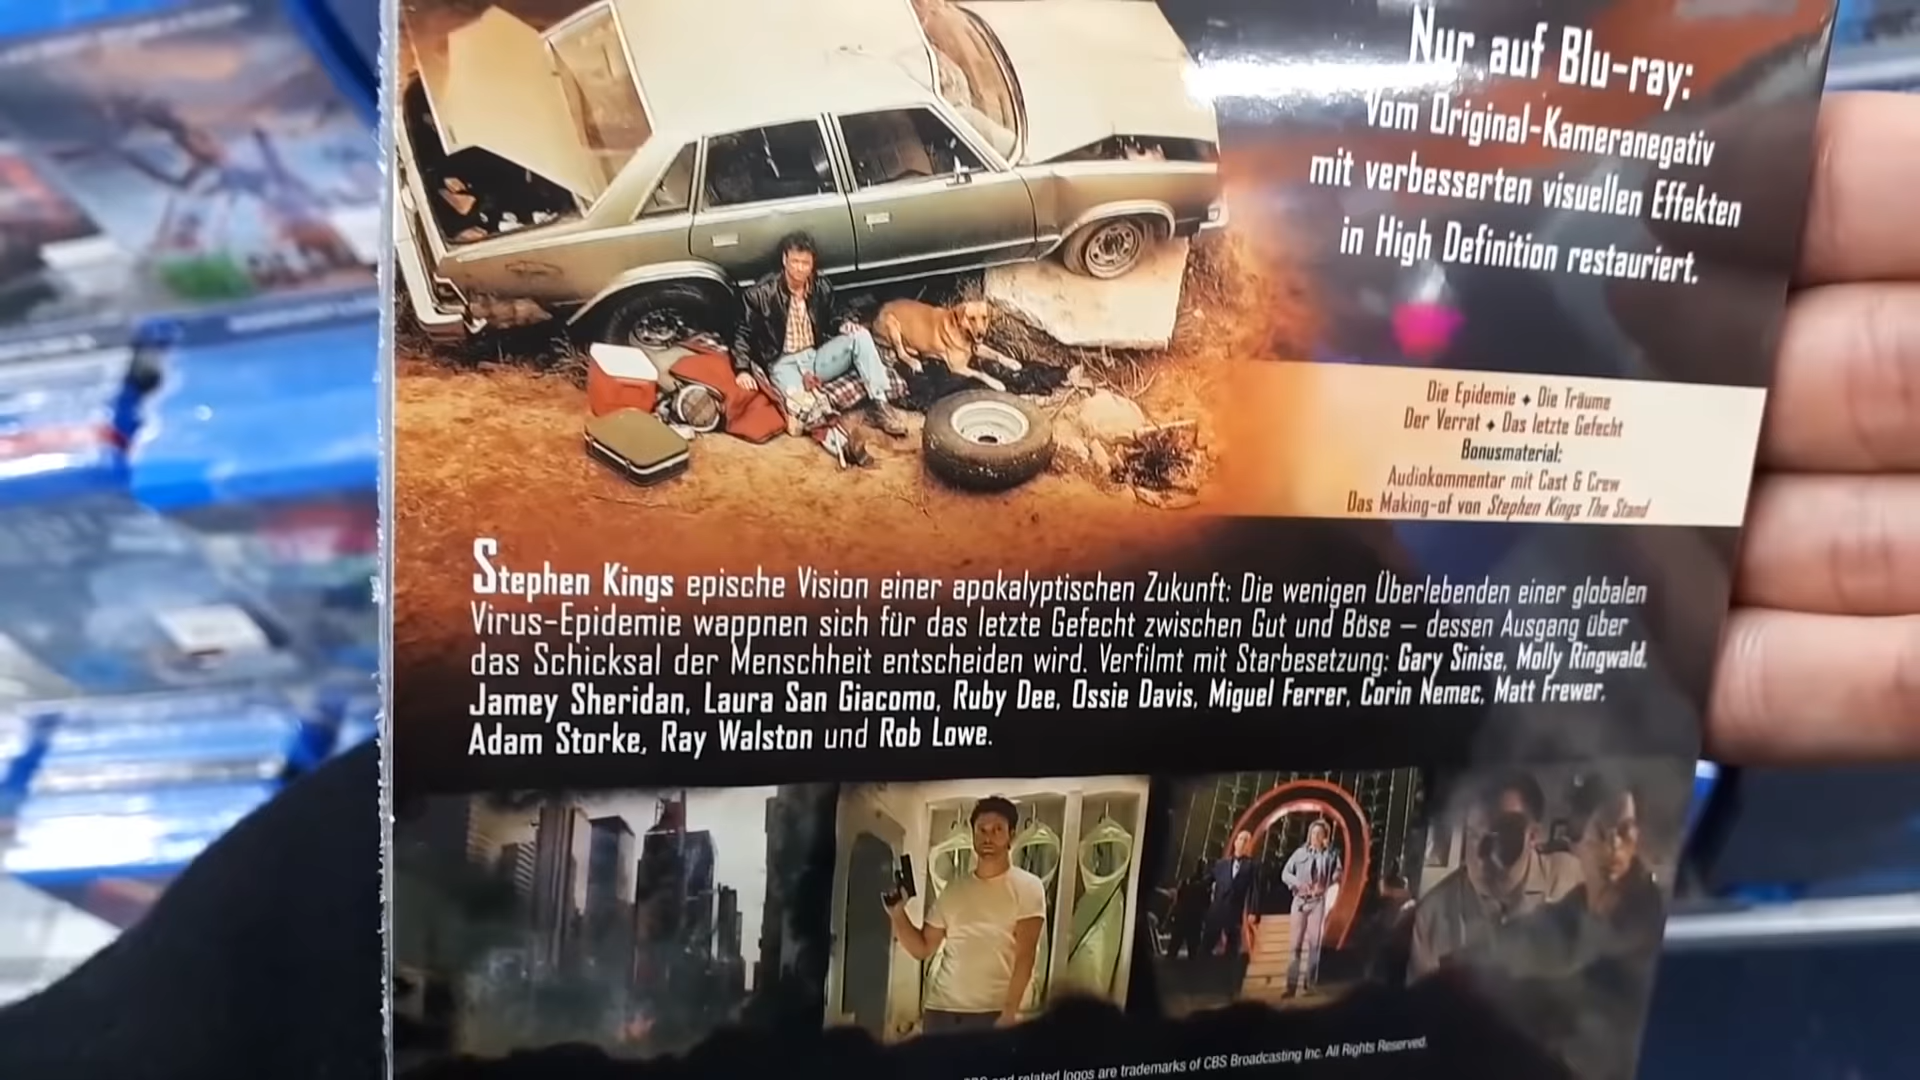 Nur auf Blu-ray:
Vom Original-Kameranegativ
mit verbesserten visuellen Effekten
in High Definition restauriert.
Die Epidemie ♦ Die Träume
Der Verrat ♦ Das letzte Gefecht
Bonusmaterial:
Audiokommentar mit Cast & Crew
Das Making-of von Stephen Kings The Stand
Stephen Kings epische Vision einer apokalyptischen Zukunft: Die wenigen Überlebenden einer globalen
Virus-Epidemie wappnen sich für das letzte Gefecht zwischen Gut und Böse – dessen Ausgang über
das Schicksal der Menschheit entscheiden wird. Verfilmt mit Starbesetzung: Gary Sinise, Molly Ringwald,
Jamey Sheridan, Laura San Giacomo, Ruby Dee, Ossie Davis, Miguel Ferrer, Corin Nemec, Matt Frewer,
Adam Storke, Ray Walston und Rob Lowe.
and related logos are trademarks of CBS Broadcasting Inc. All Rights Reserved.